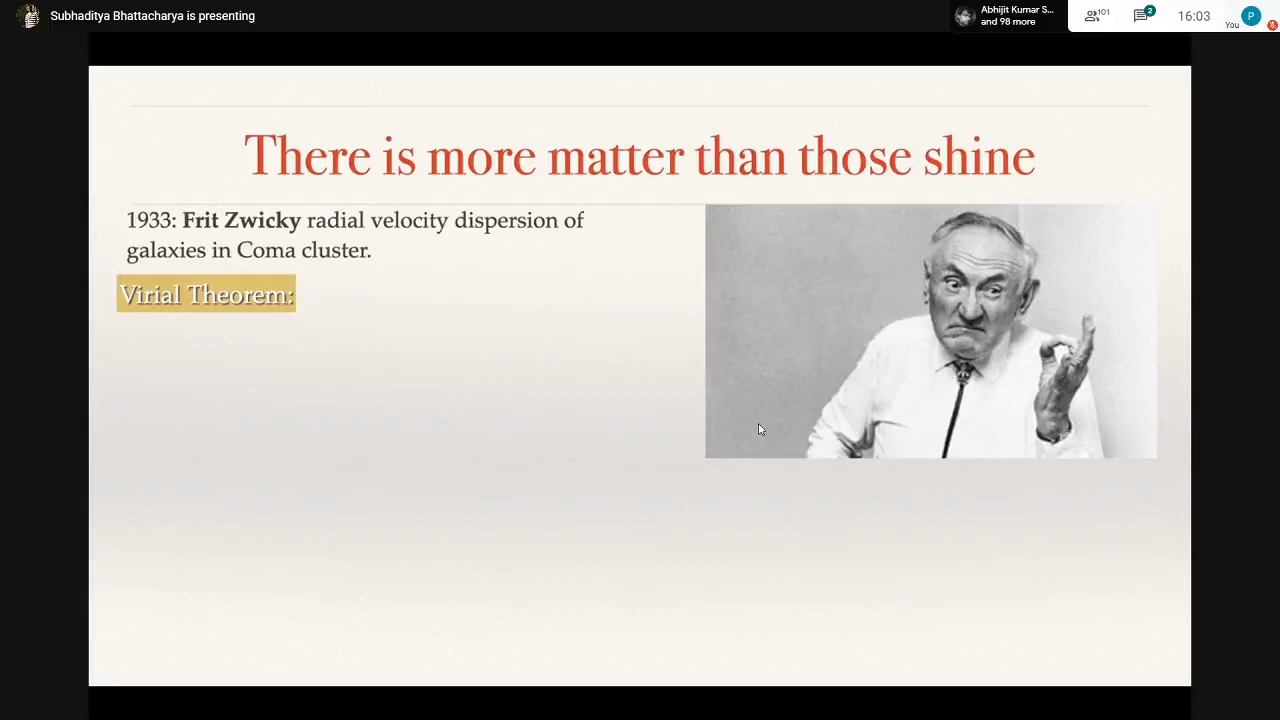 Subhaditya Bhattacharya is presenting
Abhijit Kumar S...
and 98 more
101
2
16:03
You
P
There is more matter than those shine
1933: Frit Zwicky radial velocity dispersion of
galaxies in Coma cluster.
Virial Theorem: